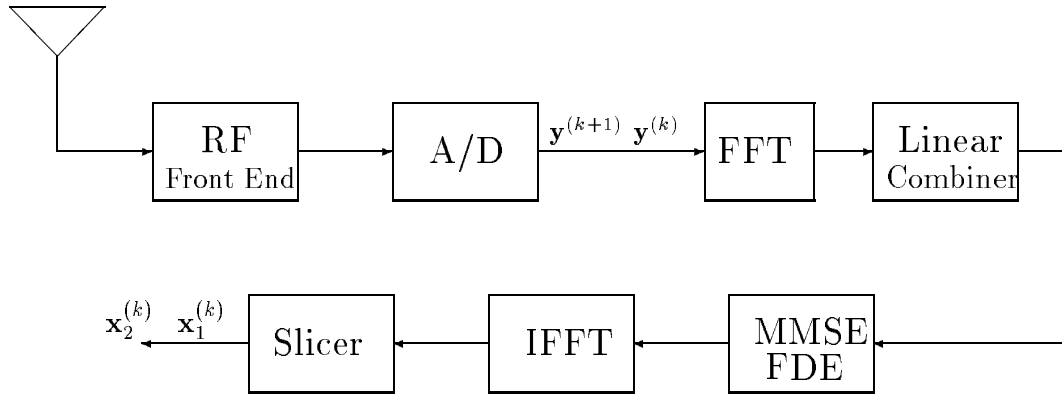 RF
Front End
A/D
y^(k+1) y^(k)
FFT
Linear
Combiner
x_2^(k) x_1^(k)
Slicer
IFFT
MMSE
FDE